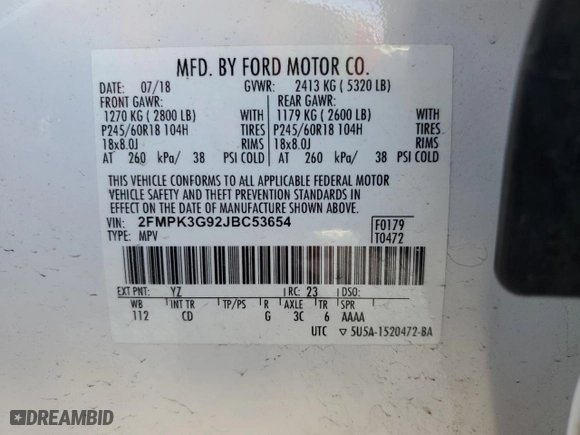 MFD. BY FORD MOTOR CO.
DATE: 07/18 GVWR: 2413 KG ( 5320 LB)
FRONT GAWR: REAR GAWR:
1270 KG ( 2800 LB) WITH 1179 KG ( 2600 LB) WITH
P245/60R18 104H TIRES P245/60R18 104H TIRES
18x8.0J RIMS 18x8.0J RIMS
AT 260 kPa/ 38 PSI COLD AT 260 kPa/ 38 PSI COLD
THIS VEHICLE CONFORMS TO ALL APPLICABLE FEDERAL MOTOR
VEHICLE SAFETY AND THEFT PREVENTION STANDARDS
IN EFFECT ON THE DATE OF MANUFACTURE SHOWN ABOVE.
VIN: 2FMPK3G92JBC53654 F0179
TYPE: MPV T0472
EXT PNT: YZ RC: 23 DSO:
WB INT TR TP/PS R AXLE TR SPR
112 CD G 3C 6 AAAA
UTC ▽ 5U5A-1520472-BA
DREAMBID